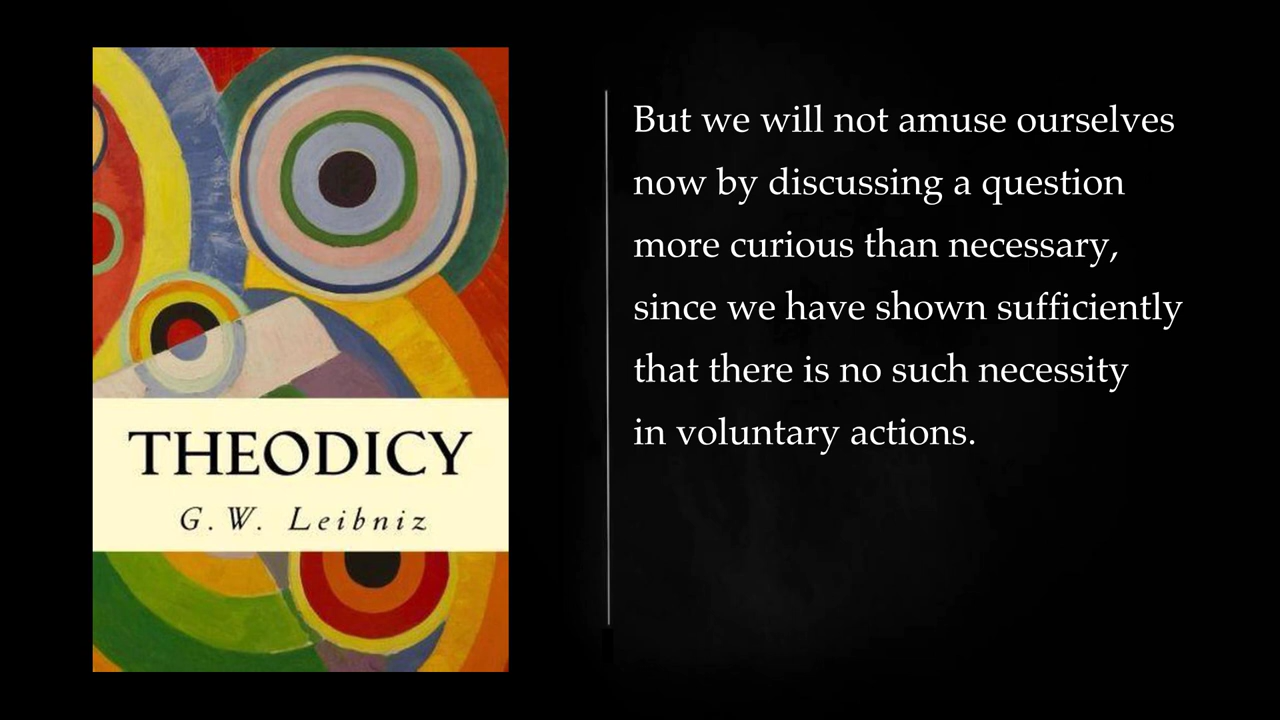 THEODICY
G. W. Leibniz
But we will not amuse ourselves
now by discussing a question
more curious than necessary,
since we have shown sufficiently
that there is no such necessity
in voluntary actions.